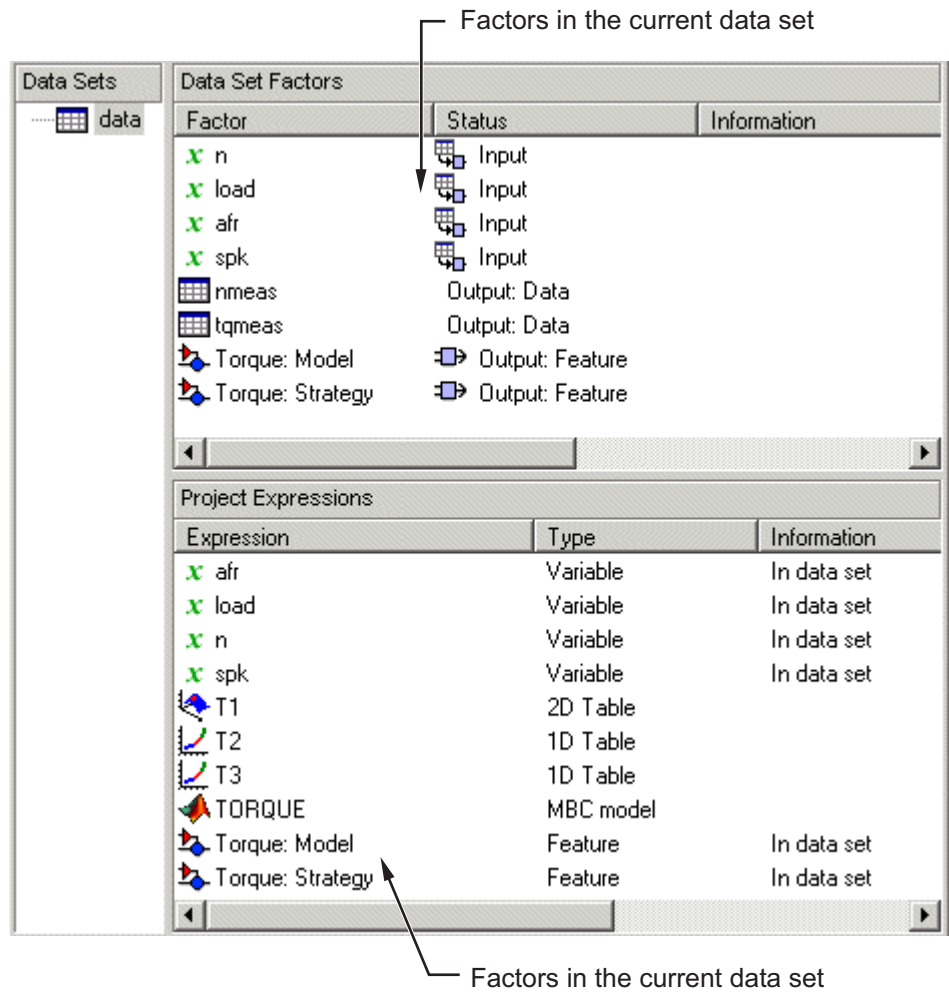 Factors in the current data set
Data Sets
data
Data Set Factors
Factor Status Information
x n Input
x load Input
x afr Input
x spk Input
nmeas Output: Data
tqmeas Output: Data
Torque: Model Output: Feature
Torque: Strategy Output: Feature
Project Expressions
Expression Type Information
x afr Variable In data set
x load Variable In data set
x n Variable In data set
x spk Variable In data set
T1 2D Table
T2 1D Table
T3 1D Table
TORQUE MBC model
Torque: Model Feature In data set
Torque: Strategy Feature In data set
Factors in the current data set